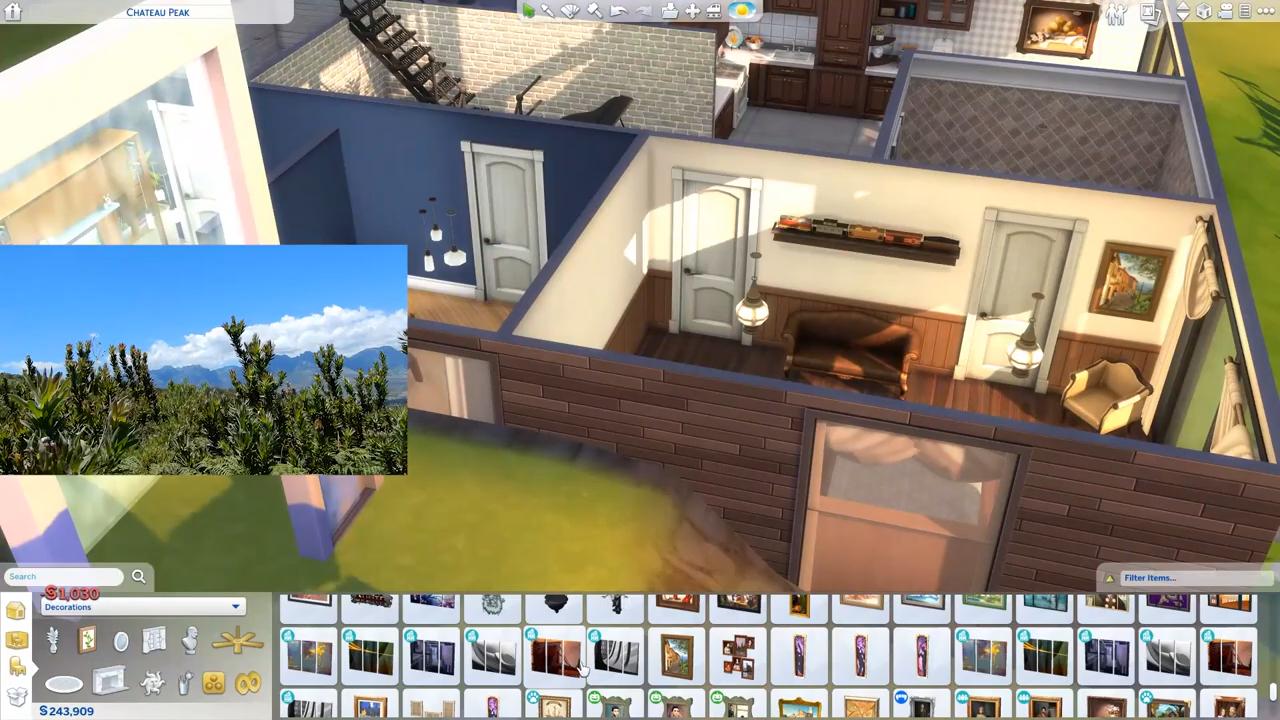 CHATEAU PEAK
Search
§1,030
Decorations
Filter Items...
§243,909